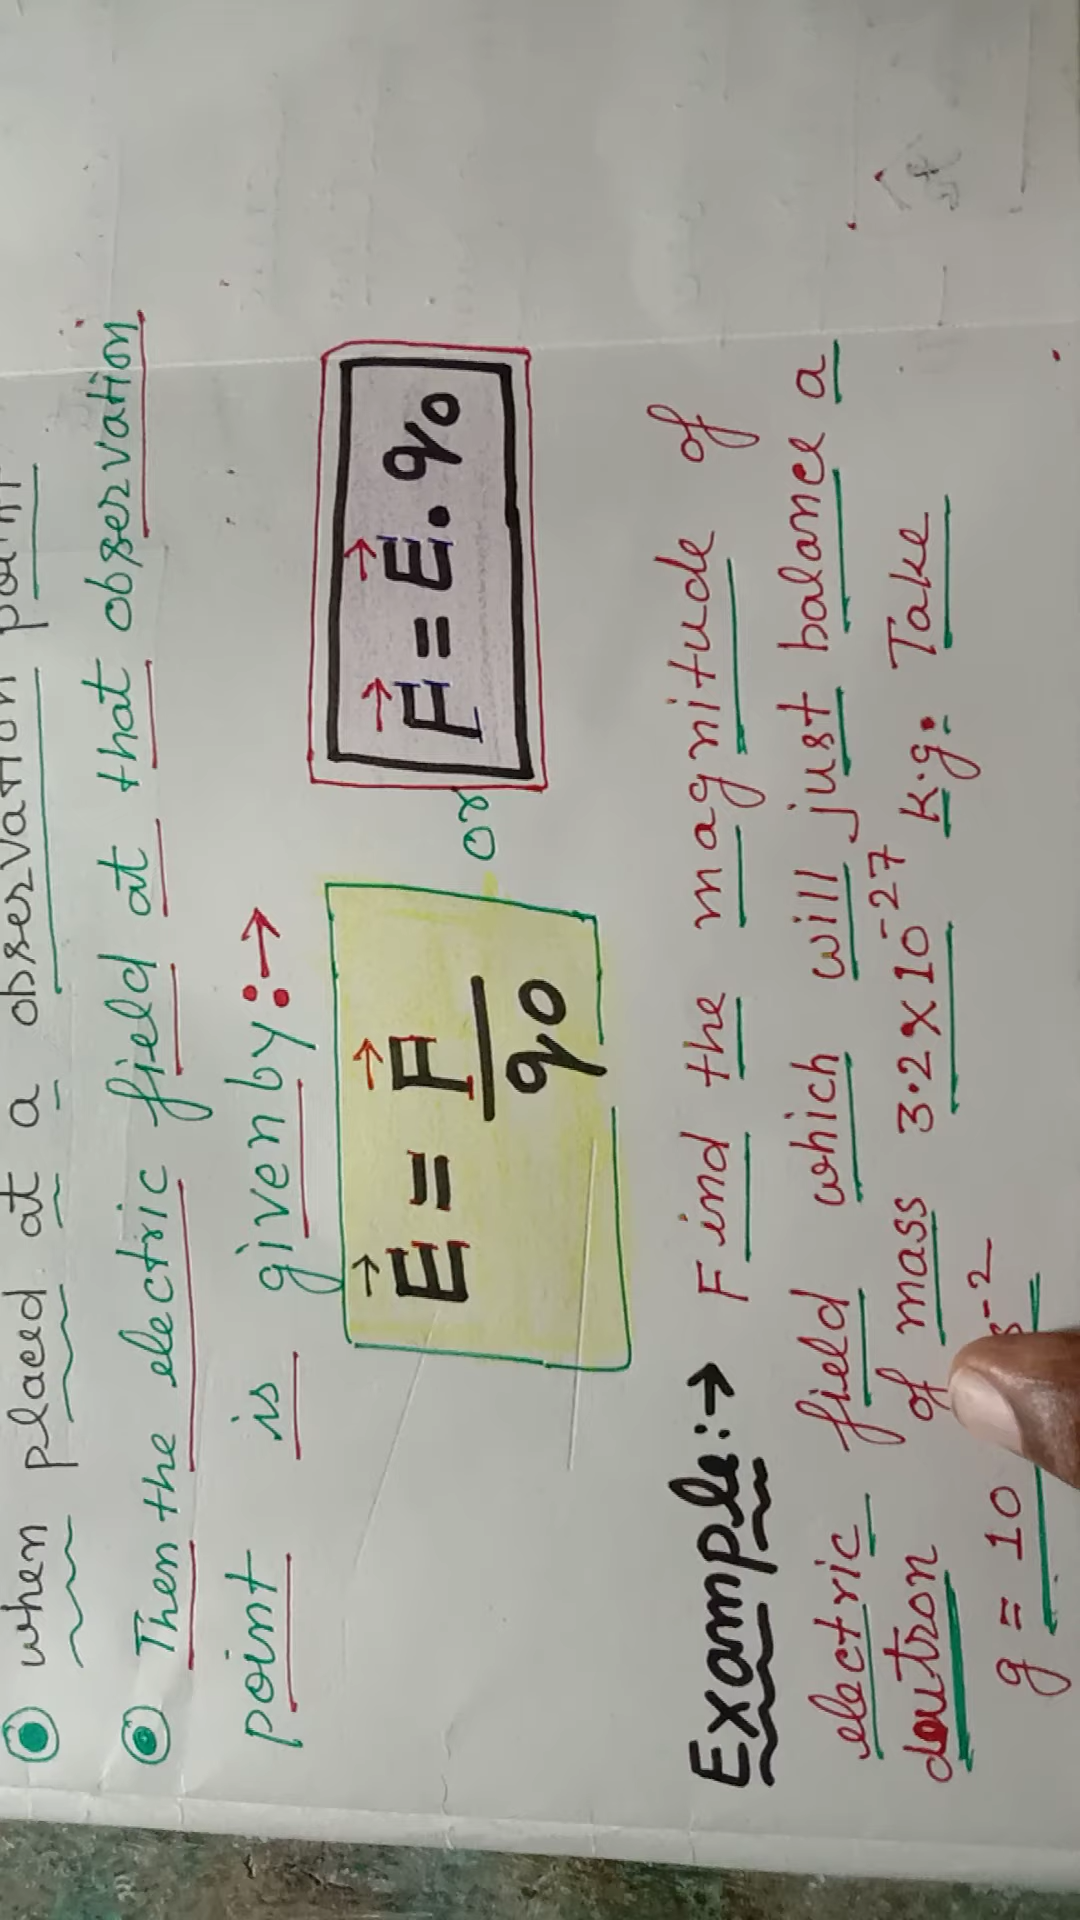 when placed at a observation point
Then the electric field at that observation
point is given by :→
E = F / q0 or F = E . q0
Example :→ Find the magnitude of
electric field which will just balance a
deutron of mass 3.2 × 10^-27 K.g. Take
g = 10 s^-2